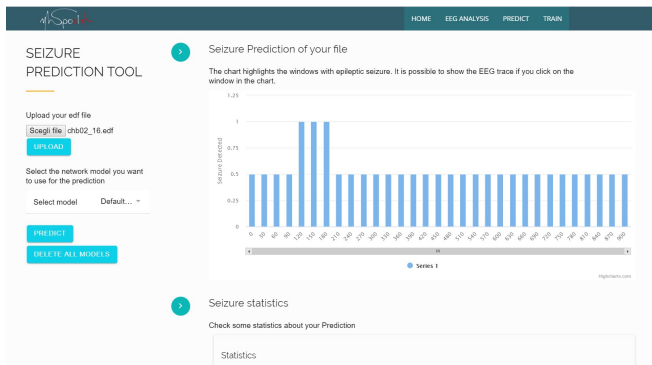 HOME EEG ANALYSIS PREDICT TRAIN
SEIZURE
PREDICTION TOOL
Upload your edf file
Scegli file chb02_16.edf
UPLOAD
Select the network model you want
to use for the prediction
Select model Default...
PREDICT
DELETE ALL MODELS
Seizure Prediction of your file
The chart highlights the windows with epileptic seizure. It is possible to show the EEG trace if you click on the
window in the chart.
Seizure Detected
1.25
1
0.75
0.5
0.25
0
0 30 60 90 120 150 180 210 240 270 300 330 360 390 420 450 480 510 540 570 600 630 660 690 720 750 780 810 840 870 900
Series 1
Highcharts.com
Seizure statistics
Check some statistics about your Prediction
Statistics